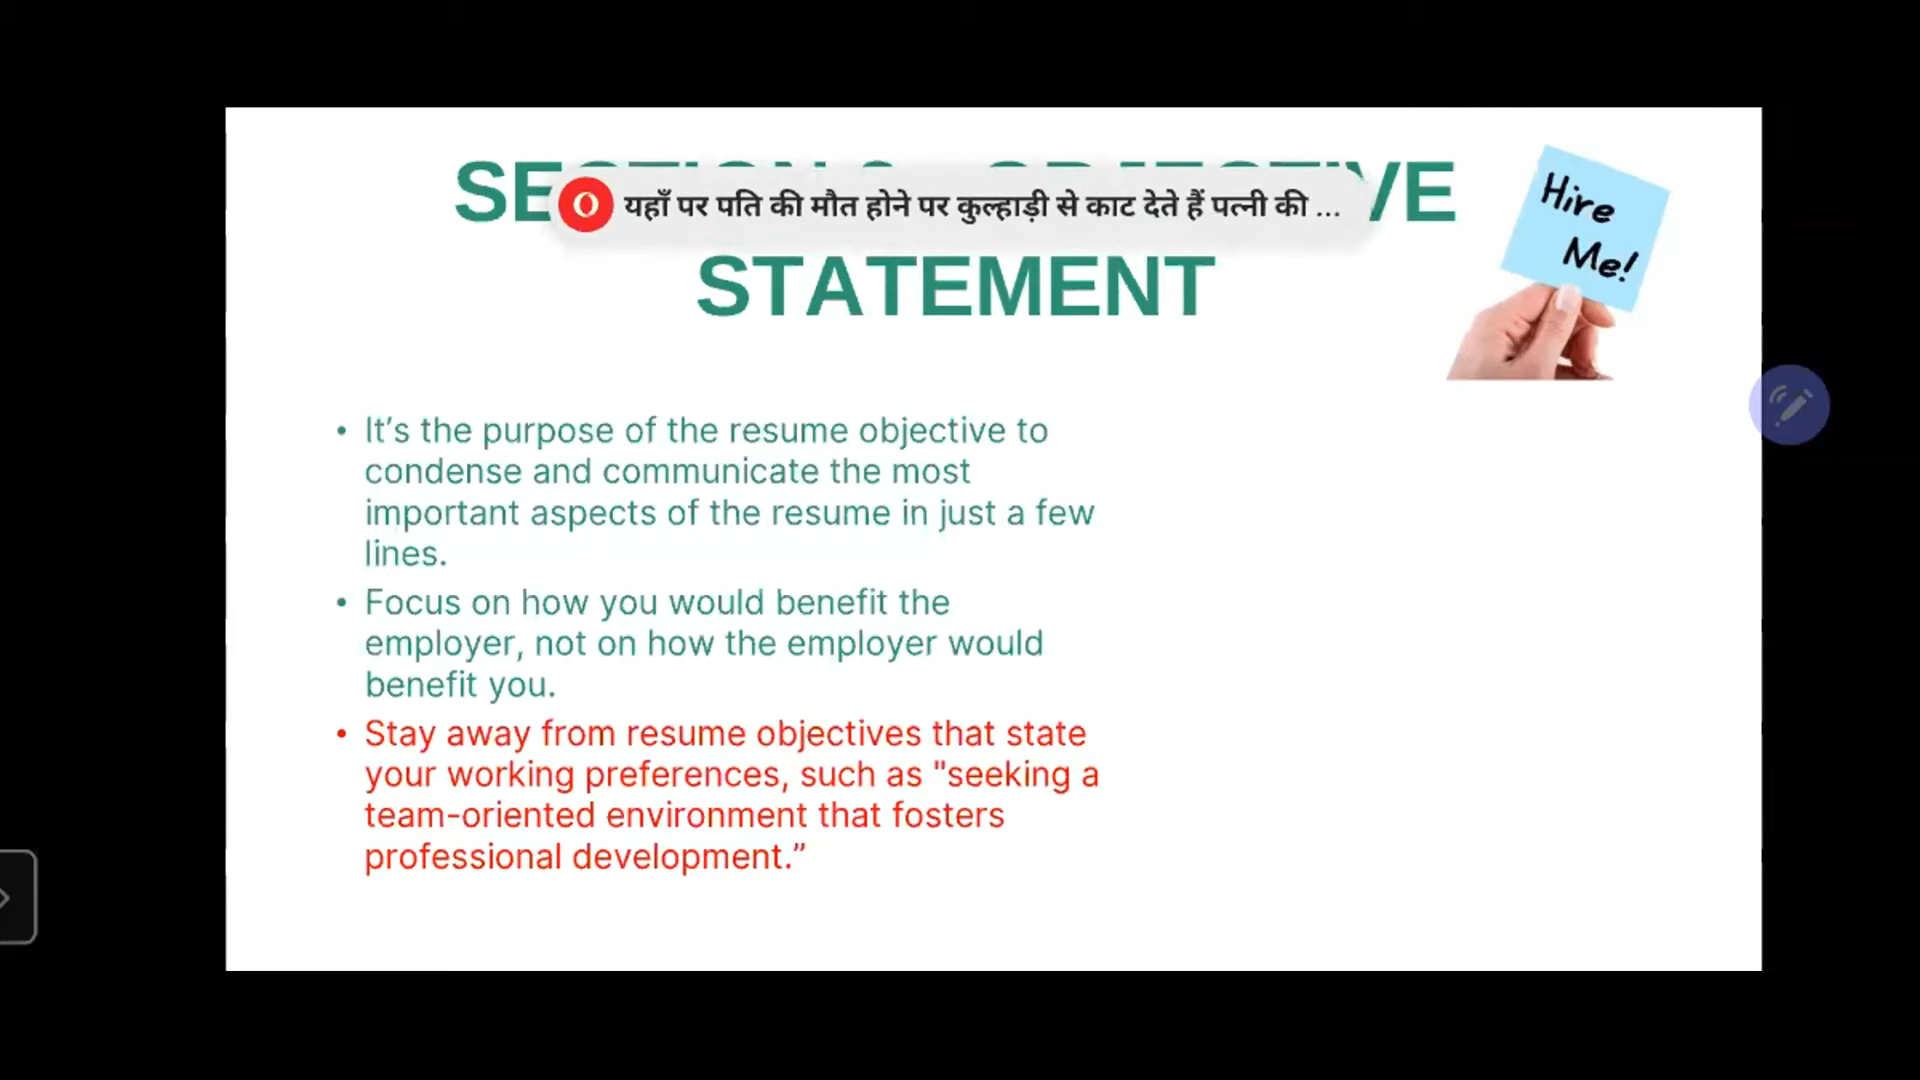 यहाँ पर पति की मौत होने पर कुल्हाड़ी से काट देते हैं पत्नी की ...
STATEMENT
Hire
Me!
• It’s the purpose of the resume objective to
condense and communicate the most
important aspects of the resume in just a few
lines.
• Focus on how you would benefit the
employer, not on how the employer would
benefit you.
• Stay away from resume objectives that state
your working preferences, such as "seeking a
team-oriented environment that fosters
professional development.”